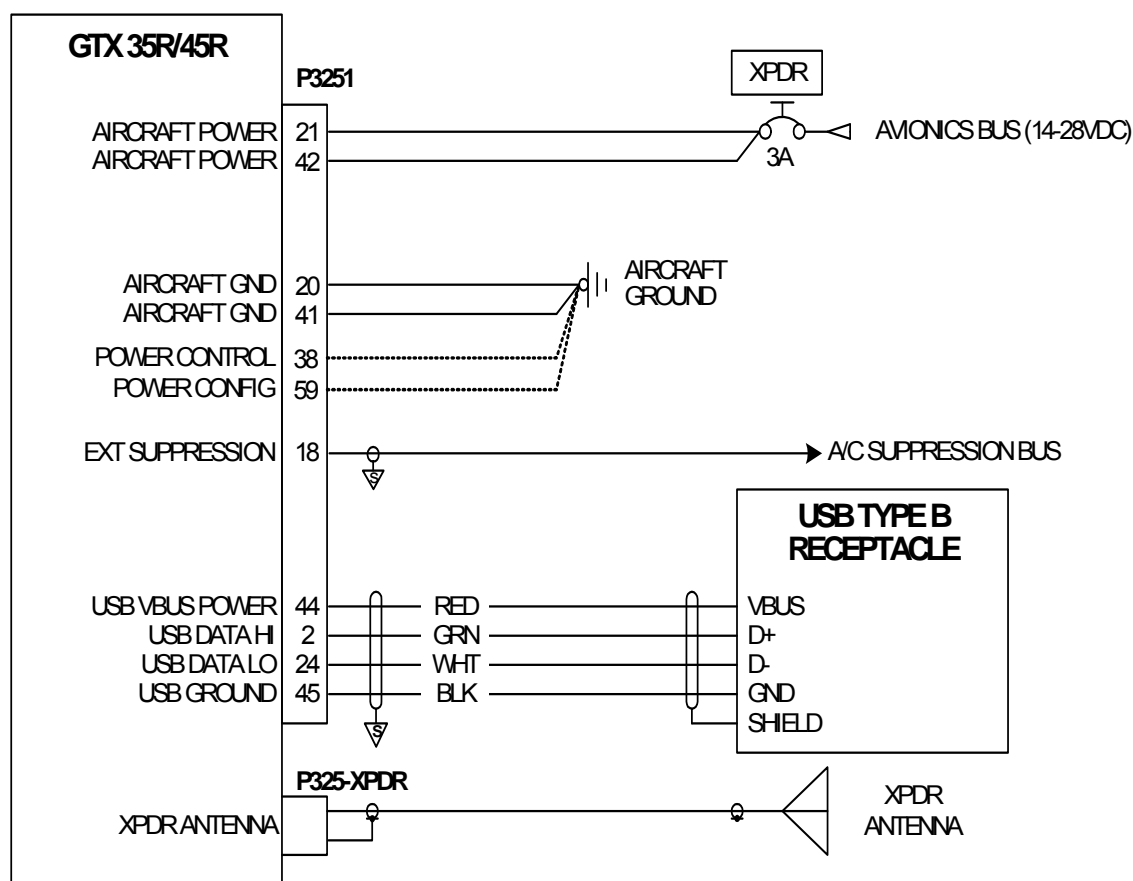 GTX 35R/45R
P3251
XPDR
AIRCRAFT POWER 21
AVIONICS BUS (14-28VDC)
AIRCRAFT POWER 42
3A
AIRCRAFT GND 20
AIRCRAFT
GROUND
AIRCRAFT GND 41
POWER CONTROL 38
POWER CONFIG 59
EXT SUPPRESSION 18
S
A/C SUPPRESSION BUS
USB TYPE B
RECEPTACLE
USB VBUS POWER 44 RED VBUS
USB DATA HI 2 GRN D+
USB DATA LO 24 WHT D-
USB GROUND 45 BLK GND
S
SHIELD
P325-XPDR
XPDR ANTENNA
XPDR
ANTENNA